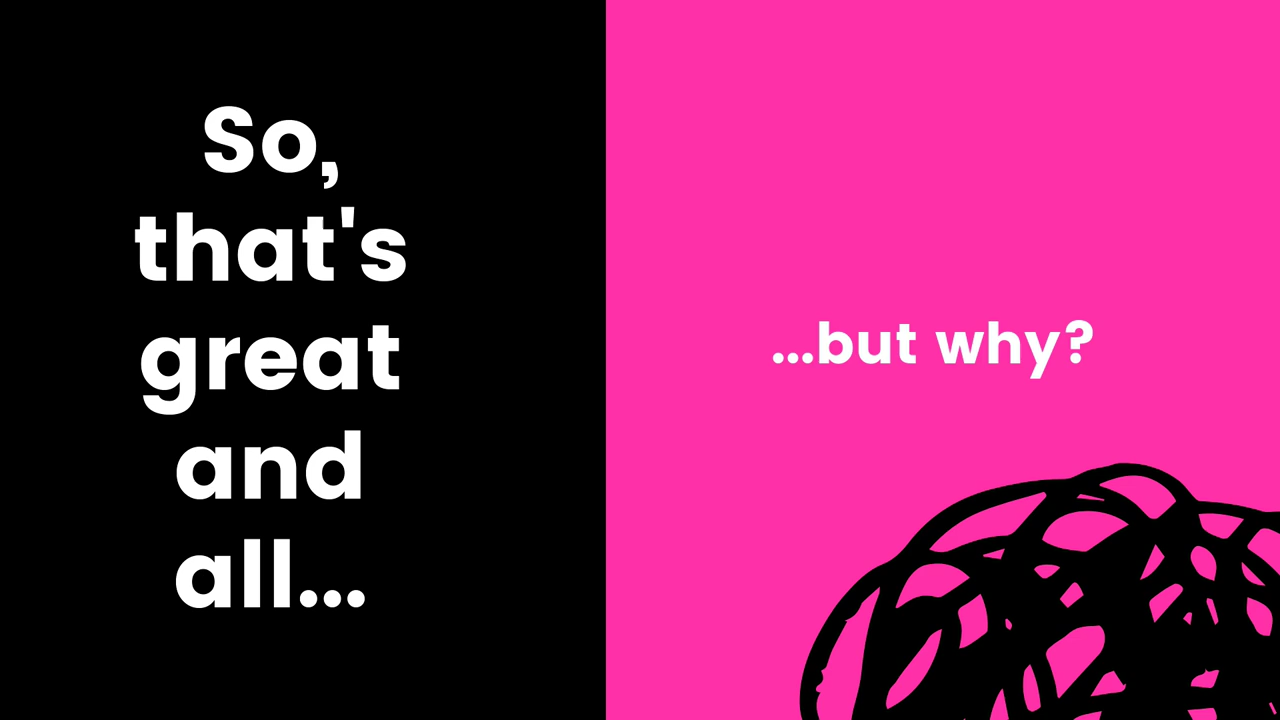 So,
that's
great
and
all...
...but why?